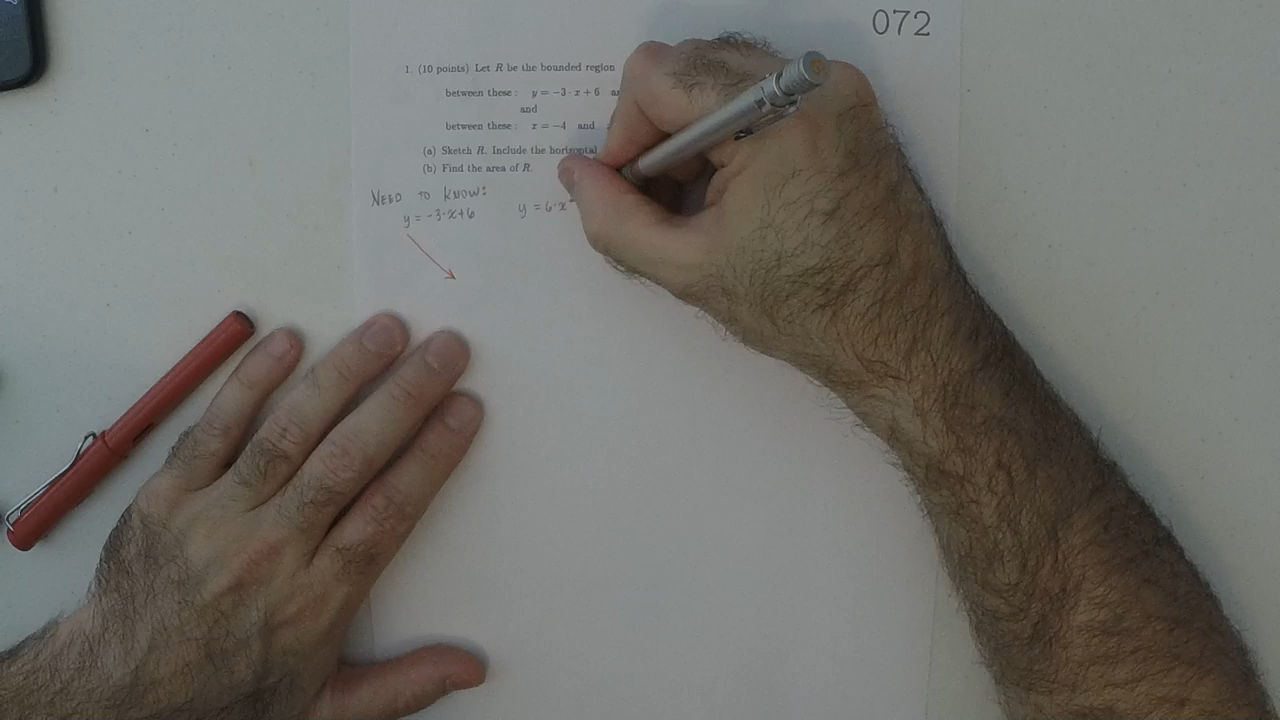 072
1. (10 points) Let R be the bounded region
between these : y = −3 · x + 6
and
between these : x = −4 and
(a) Sketch R. Include the horizontal
(b) Find the area of R.
NEED TO KNOW:
y = -3·x+6 y = 6·x